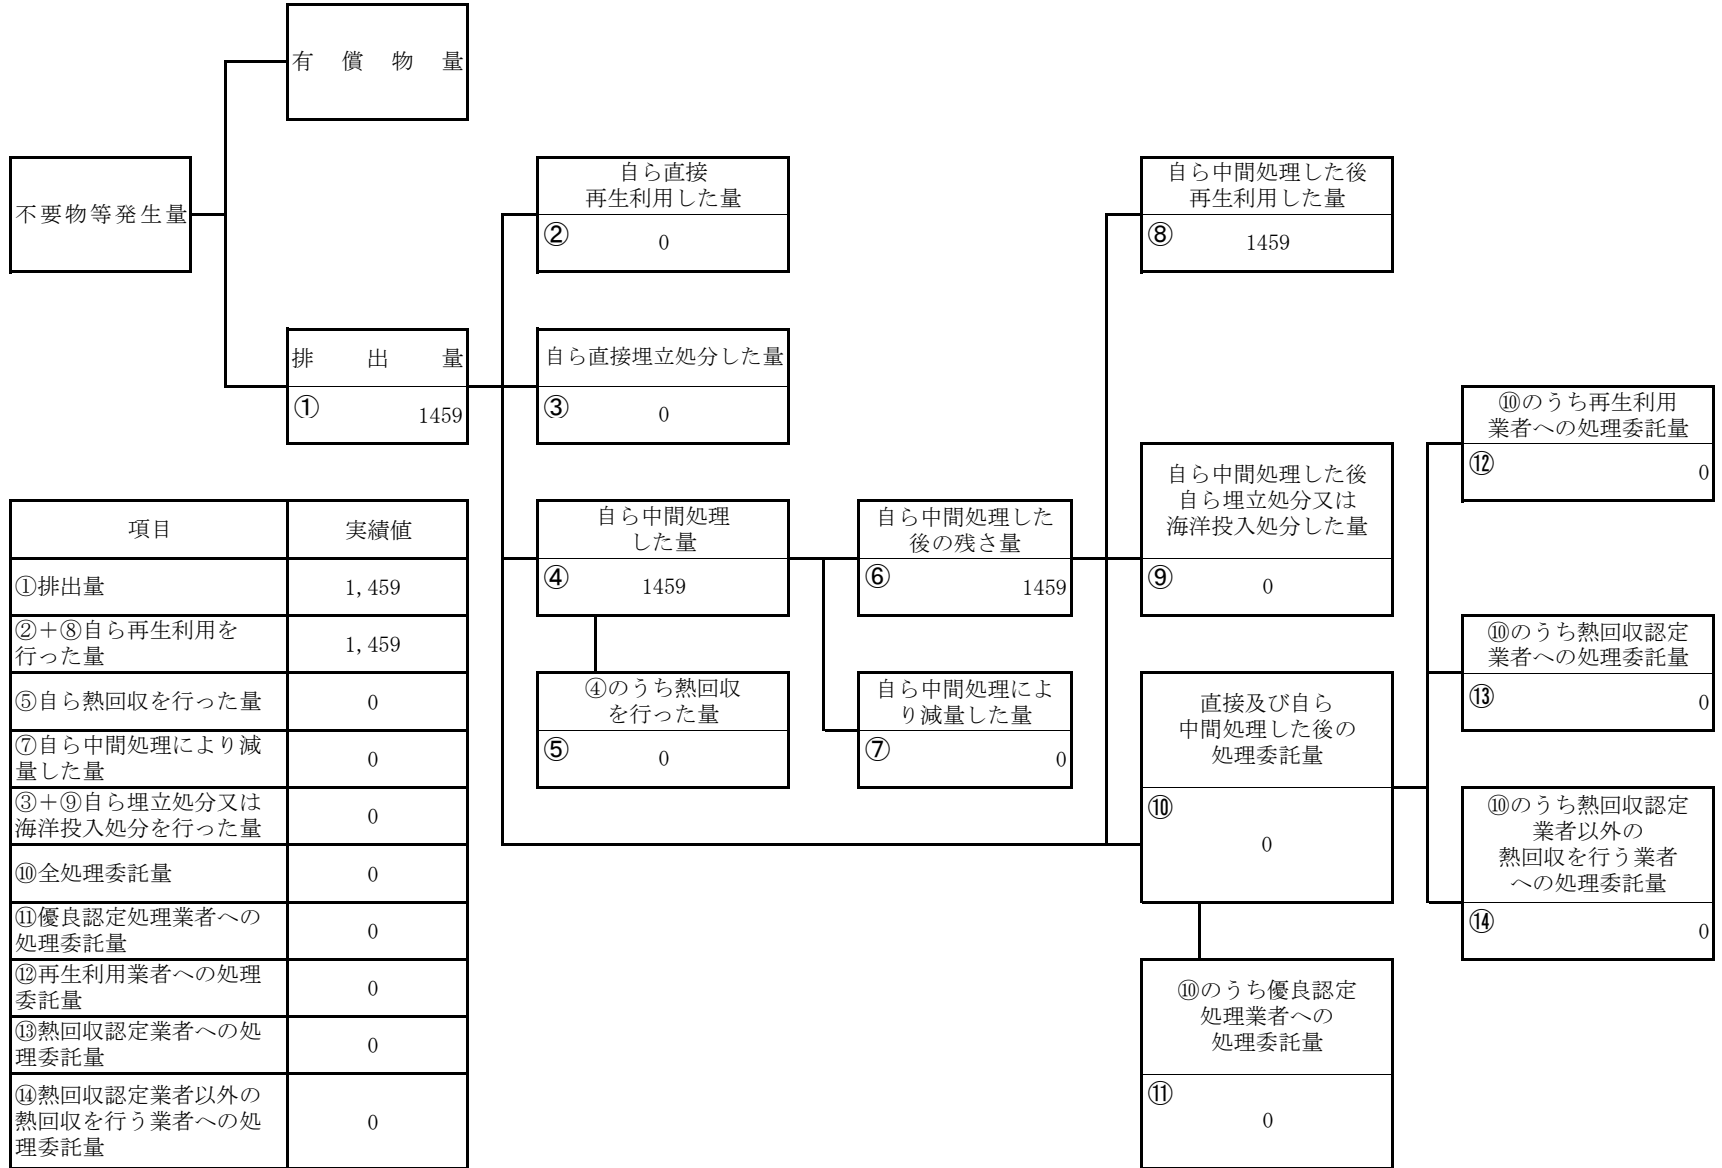 有償物量
不要物等発生量
自ら直接
再生利用した量
② 0
自ら中間処理した後
再生利用した量
⑧ 1459
排出量
① 1459
自ら直接埋立処分した量
③ 0
⑩のうち再生利用
業者への処理委託量
⑫ 0
自ら中間処理
した量
④ 1459
自ら中間処理した
後の残さ量
⑥ 1459
自ら中間処理した後
自ら埋立処分又は
海洋投入処分した量
⑨ 0
⑩のうち熱回収認定
業者への処理委託量
⑬ 0
④のうち熱回収
を行った量
⑤ 0
自ら中間処理によ
り減量した量
⑦ 0
直接及び自ら
中間処理した後の
処理委託量
⑩
0
⑩のうち熱回収認定
業者以外の
熱回収を行う業者
への処理委託量
⑭ 0
⑩のうち優良認定
処理業者への
処理委託量
⑪
0
項目 実績値
①排出量 1,459
②+⑧自ら再生利用を
行った量 1,459
⑤自ら熱回収を行った量 0
⑦自ら中間処理により減
量した量 0
③+⑨自ら埋立処分又は
海洋投入処分を行った量 0
⑩全処理委託量 0
⑪優良認定処理業者への
処理委託量 0
⑫再生利用業者への処理
委託量 0
⑬熱回収認定業者への処
理委託量 0
⑭熱回収認定業者以外の
熱回収を行う業者への処
理委託量 0